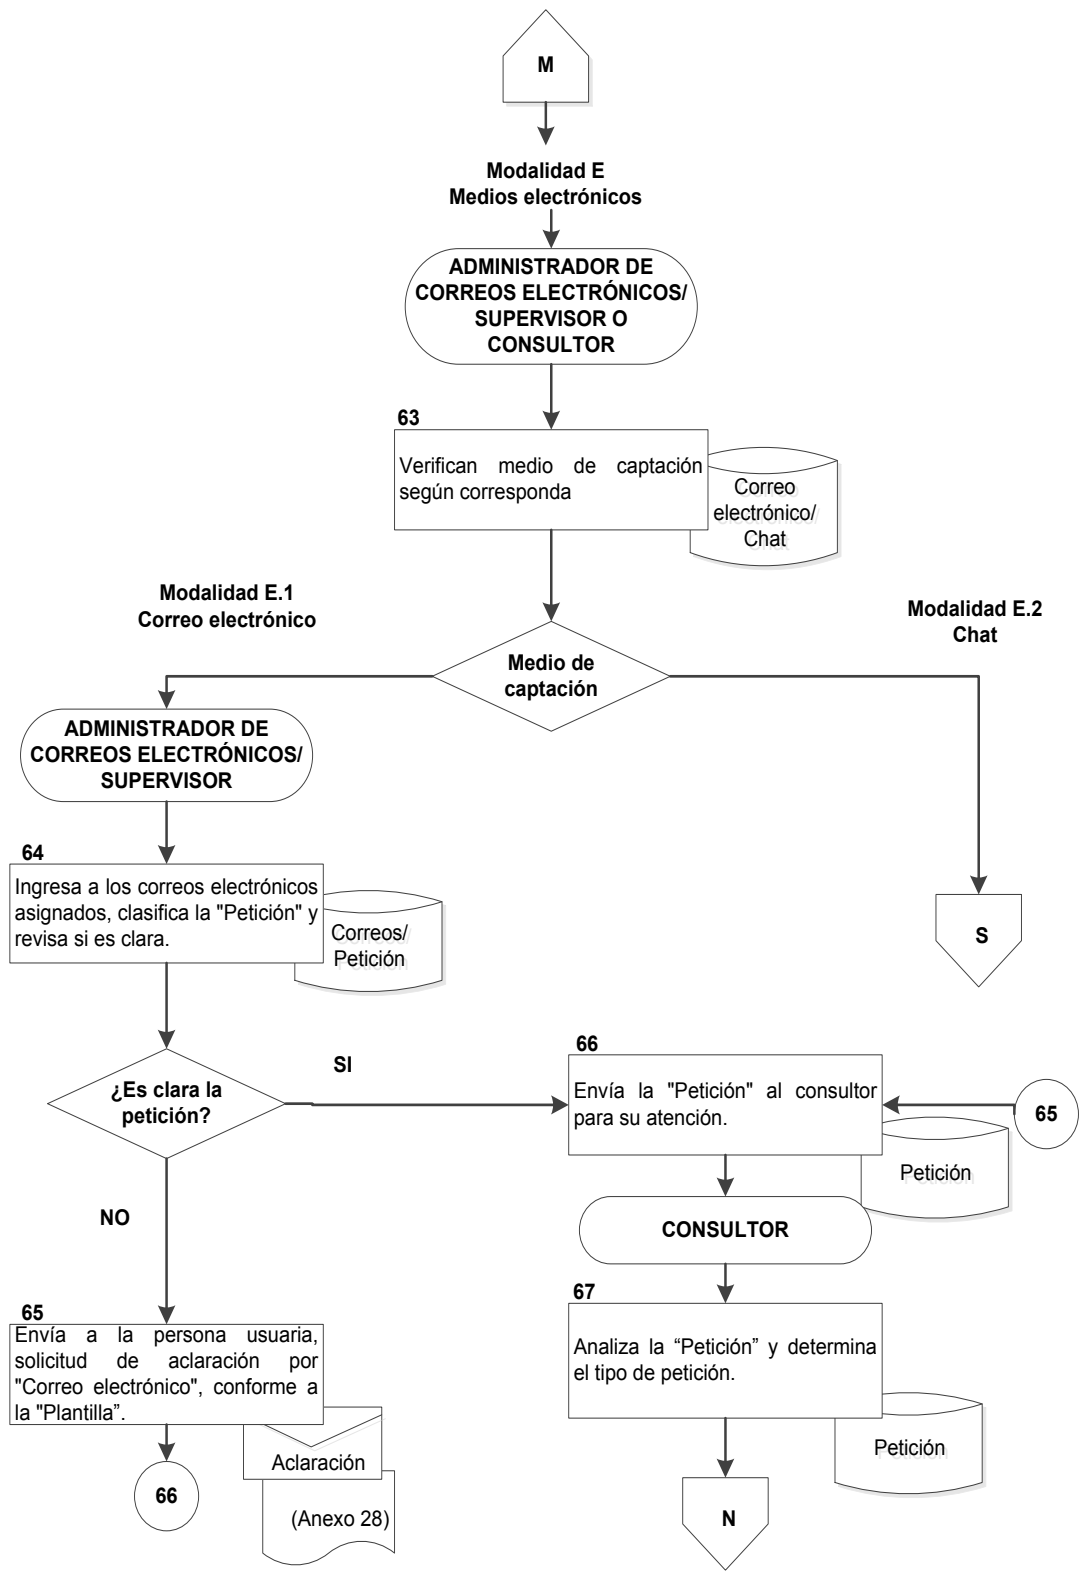 M
Modalidad E
Medios electrónicos
ADMINISTRADOR DE
CORREOS ELECTRÓNICOS/
SUPERVISOR O
CONSULTOR
63
Verifican medio de captación
según corresponda
Correo
electrónico/
Chat
Modalidad E.1
Correo electrónico
Modalidad E.2
Chat
Medio de
captación
ADMINISTRADOR DE
CORREOS ELECTRÓNICOS/
SUPERVISOR
64
Ingresa a los correos electrónicos
asignados, clasifica la "Petición" y
revisa si es clara.
Correos/
Petición
S
¿Es clara la
petición?
SI
66
Envía la "Petición" al consultor
para su atención.
65
Petición
NO
CONSULTOR
65
Envía a la persona usuaria,
solicitud de aclaración por
"Correo electrónico", conforme a
la "Plantilla”.
67
Analiza la “Petición” y determina
el tipo de petición.
Aclaración
(Anexo 28)
66
Petición
N